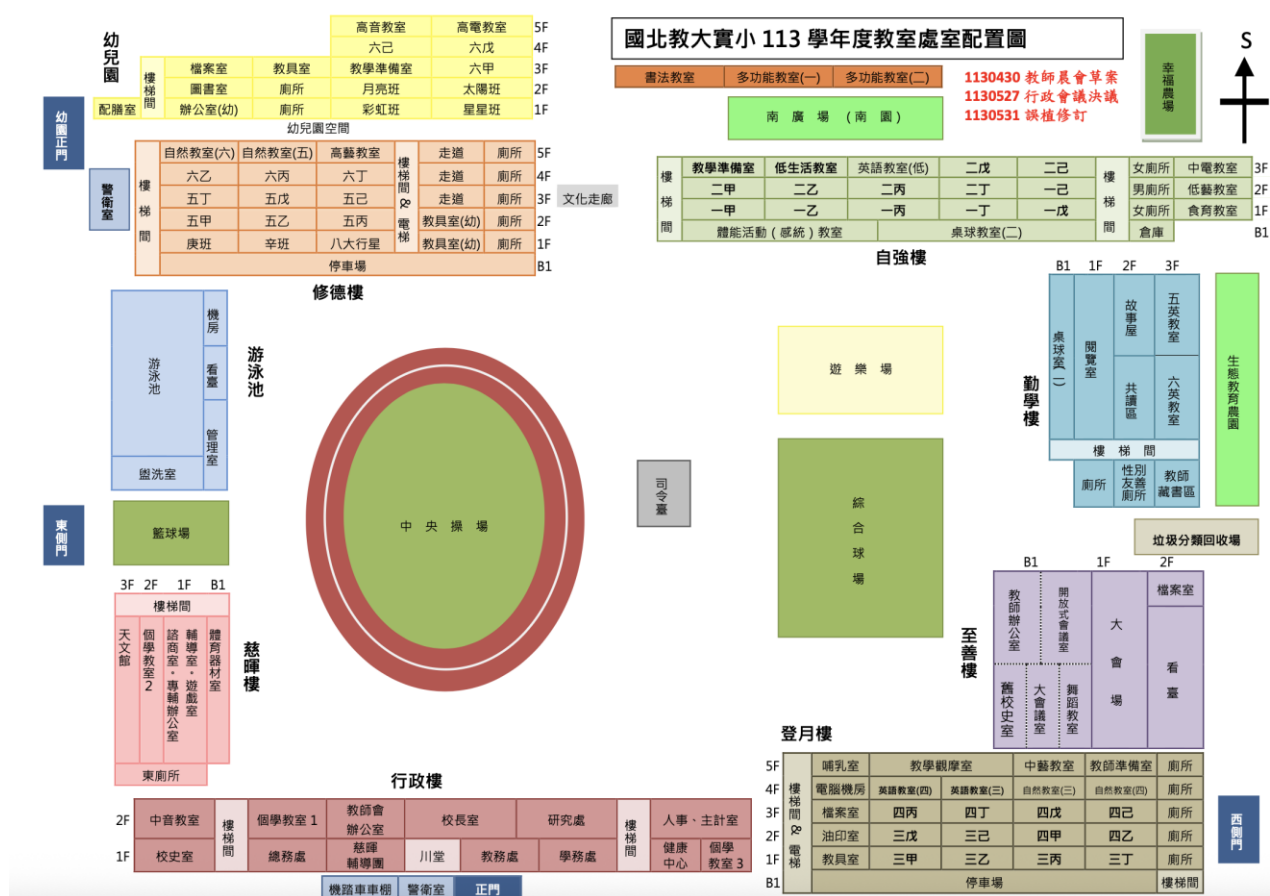 國北教大實小 113 學年度教室處室配置圖
1130430 教師晨會草案
1130527 行政會議決議
1130531 誤植修訂
S
幸福農場
書法教室 多功能教室(一) 多功能教室(二)
南廣場(南園)
幼兒園
高音教室 高電教室 5F
六己 六戊 4F
樓梯間
檔案室 教具室 教學準備室 六甲 3F
圖書室 廁所 月亮班 太陽班 2F
配膳室 辦公室(幼) 廁所 彩虹班 星星班 1F
幼兒園空間
幼園正門
警衛室
樓梯間
自然教室(六) 自然教室(五) 高藝教室 樓梯間&電梯 走道 廁所 5F
六乙 六丙 六丁 走道 廁所 4F
五丁 五戊 五己 走道 廁所 3F
五甲 五乙 五丙 教具室(幼) 廁所 2F
庚班 辛班 八大行星 教具室(幼) 廁所 1F
停車場 B1
修德樓
文化走廊
樓梯間
教學準備室 低生活教室 英語教室(低) 二戊 二己 樓梯間 女廁所 中電教室 3F
二甲 二乙 二丙 二丁 一己 男廁所 低藝教室 2F
一甲 一乙 一丙 一丁 一戊 女廁所 食育教室 1F
體能活動(感統)教室 桌球教室(二) 倉庫 B1
自強樓
游泳池
機房
看臺
管理室
盥洗室
游泳池
中央操場
司令臺
遊樂場
綜合球場
勤學樓
B1 1F 2F 3F
桌球室(一)
閱覽室
故事屋
共讀區
五英教室
六英教室
樓梯間
廁所
性別友善廁所
教師藏書區
生態教育農園
垃圾分類回收場
東側門
籃球場
3F 2F 1F B1
樓梯間
天文館
個學教室2
諮商室・專輔辦公室
輔導室・遊戲室
體育器材室
東廁所
慈暉樓
至善樓
B1 1F 2F
教師辦公室
開放式會議室
舊校史室
大會議室
舞蹈教室
大會場
檔案室
看臺
登月樓
樓梯間&電梯
5F 哺乳室 教學觀摩室 中藝教室 教師準備室 廁所
4F 電腦機房 英語教室(四) 英語教室(三) 自然教室(三) 自然教室(四) 廁所
3F 檔案室 四丙 四丁 四戊 四己 廁所
2F 油印室 三戊 三己 四甲 四乙 廁所
1F 教具室 三甲 三乙 三丙 三丁 廁所
B1 停車場 樓梯間
西側門
行政樓
2F 中音教室 樓梯間 個學教室1 教師會辦公室 校長室 研究處 樓梯間 人事、主計室
1F 校史室 總務處 慈暉輔導團 川堂 教務處 學務處 健康中心 個學教室3
機踏車車棚 警衛室 正門